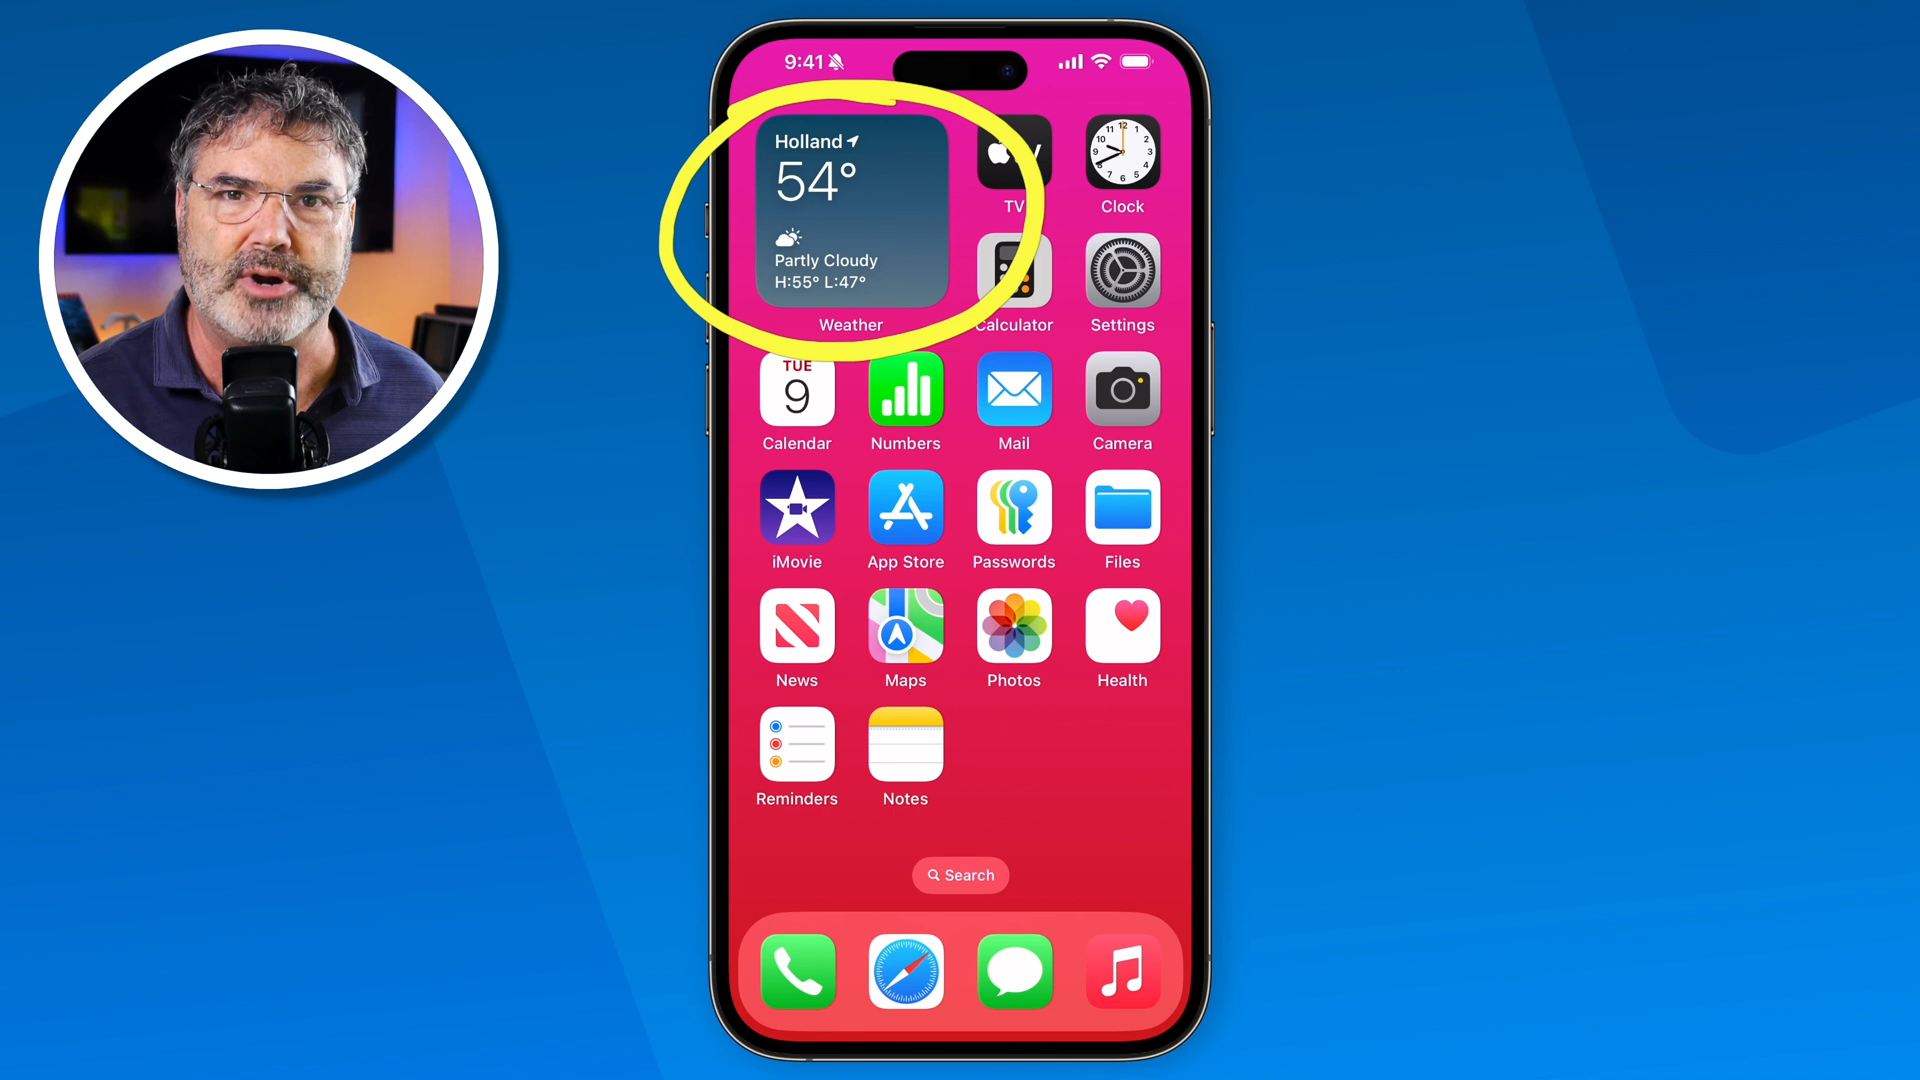 9:41
Holland
54°
Partly Cloudy
H:55° L:47°
Weather
TV
Clock
Calculator
Settings
TUE
9
Calendar
Numbers
Mail
Camera
iMovie
App Store
Passwords
Files
News
Maps
Photos
Health
Reminders
Notes
Search